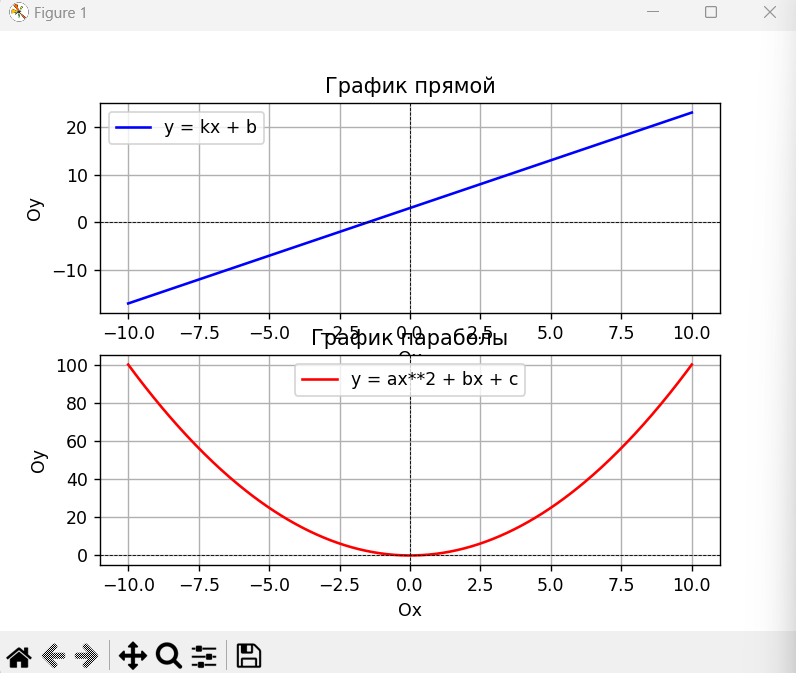 Figure 1
График прямой
y = kx + b
20
10
0
−10
Oy
−10.0 −7.5 −5.0 −2.5 0.0 2.5 5.0 7.5 10.0
Ox
График параболы
y = ax**2 + bx + c
100
80
60
40
20
0
Oy
−10.0 −7.5 −5.0 −2.5 0.0 2.5 5.0 7.5 10.0
Ox